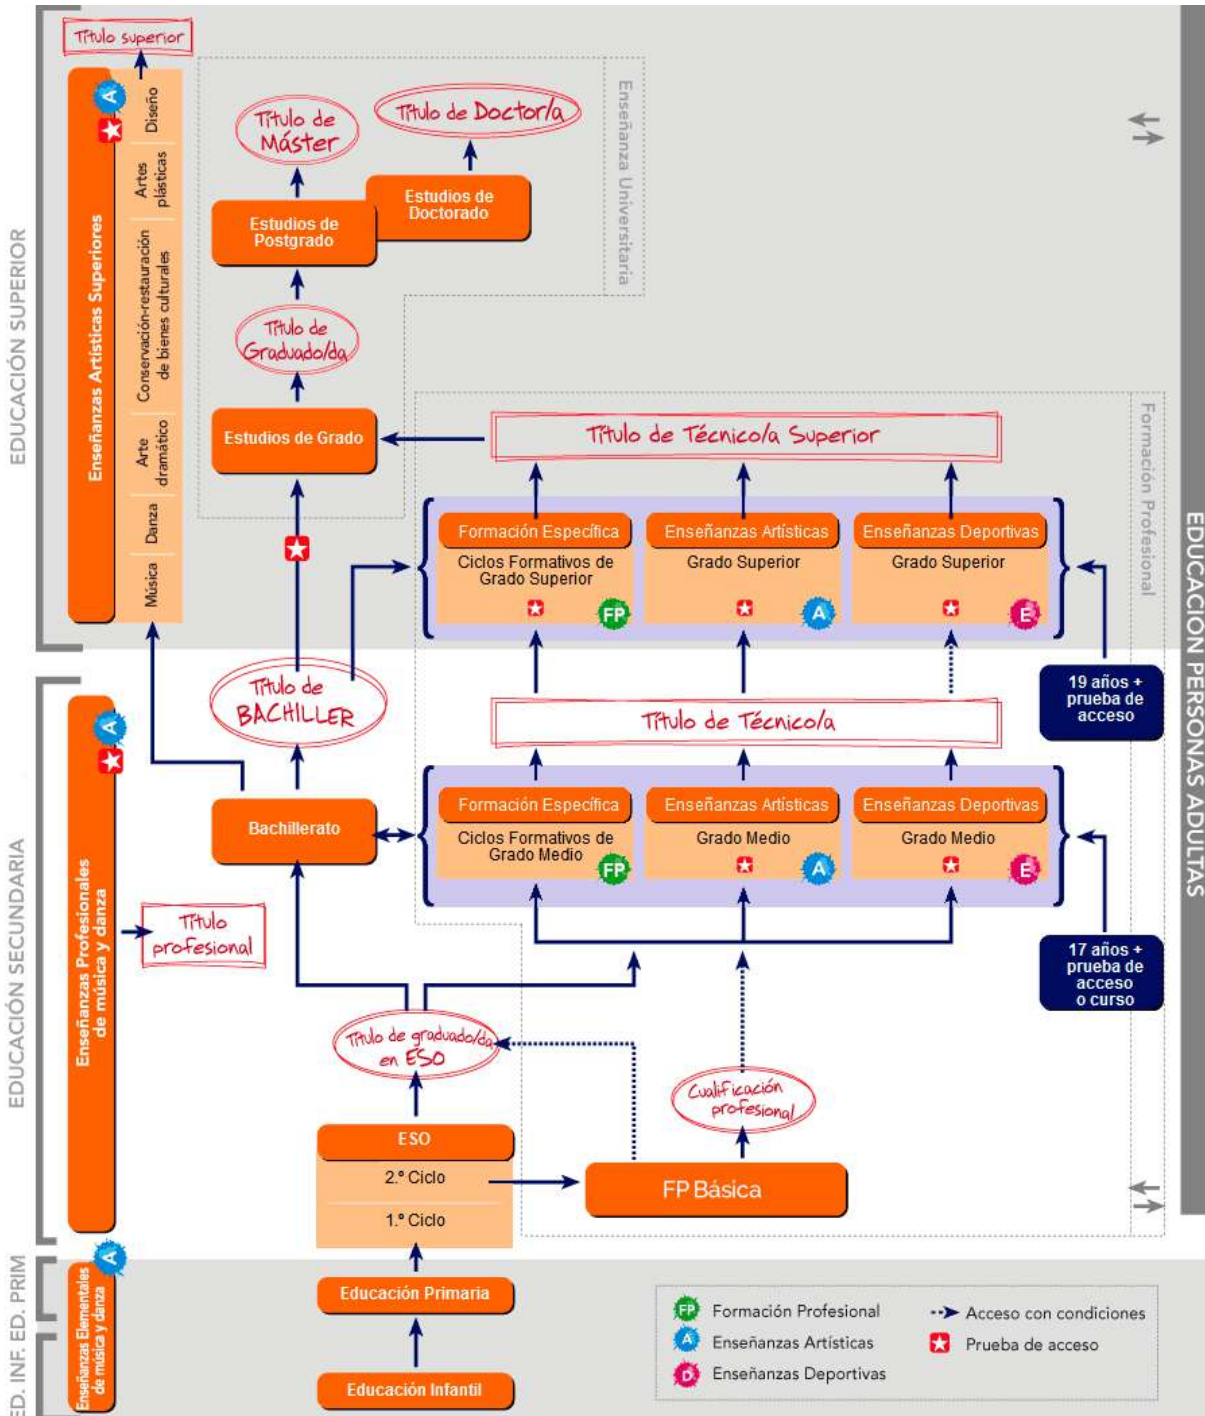 Título superior
Enseñanzas Artísticas Superiores
A
Diseño
Artes
plásticas
Conservación-restauración
de bienes culturales
Arte
dramático
Danza
Música
EDUCACIÓN SUPERIOR
Enseñanza Universitaria
Título de
Máster
Título de Doctor/a
Estudios de
Postgrado
Estudios de
Doctorado
Título de
Graduado/da
Estudios de Grado
Formación Profesional
Título de Técnico/a Superior
Formación Específica
Ciclos Formativos de
Grado Superior
FP
Enseñanzas Artísticas
Grado Superior
A
Enseñanzas Deportivas
Grado Superior
E
19 años +
prueba de
acceso
EDUCACIÓN PERSONAS ADULTAS
EDUCACIÓN SECUNDARIA
Enseñanzas Profesionales
de música y danza
A
Título
profesional
Título de
BACHILLER
Bachillerato
Título de Técnico/a
Formación Específica
Ciclos Formativos de
Grado Medio
FP
Enseñanzas Artísticas
Grado Medio
A
Enseñanzas Deportivas
Grado Medio
E
17 años +
prueba de
acceso
o curso
Título de graduado/da
en ESO
Cualificación
profesional
ESO
2.º Ciclo
1.º Ciclo
FP Básica
ED. PRIM
ED. INF.
Enseñanzas Elementales
de música y danza
A
Educación Primaria
Educación Infantil
FP Formación Profesional
A Enseñanzas Artísticas
D Enseñanzas Deportivas
Acceso con condiciones
Prueba de acceso